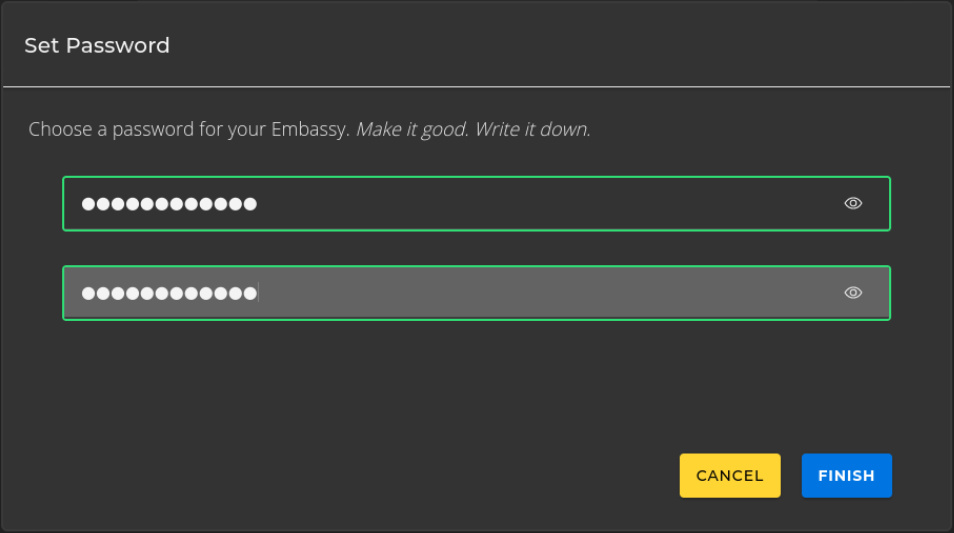 Set Password
Choose a password for your Embassy. Make it good. Write it down.
●●●●●●●●●●●●
●●●●●●●●●●●●
CANCEL FINISH